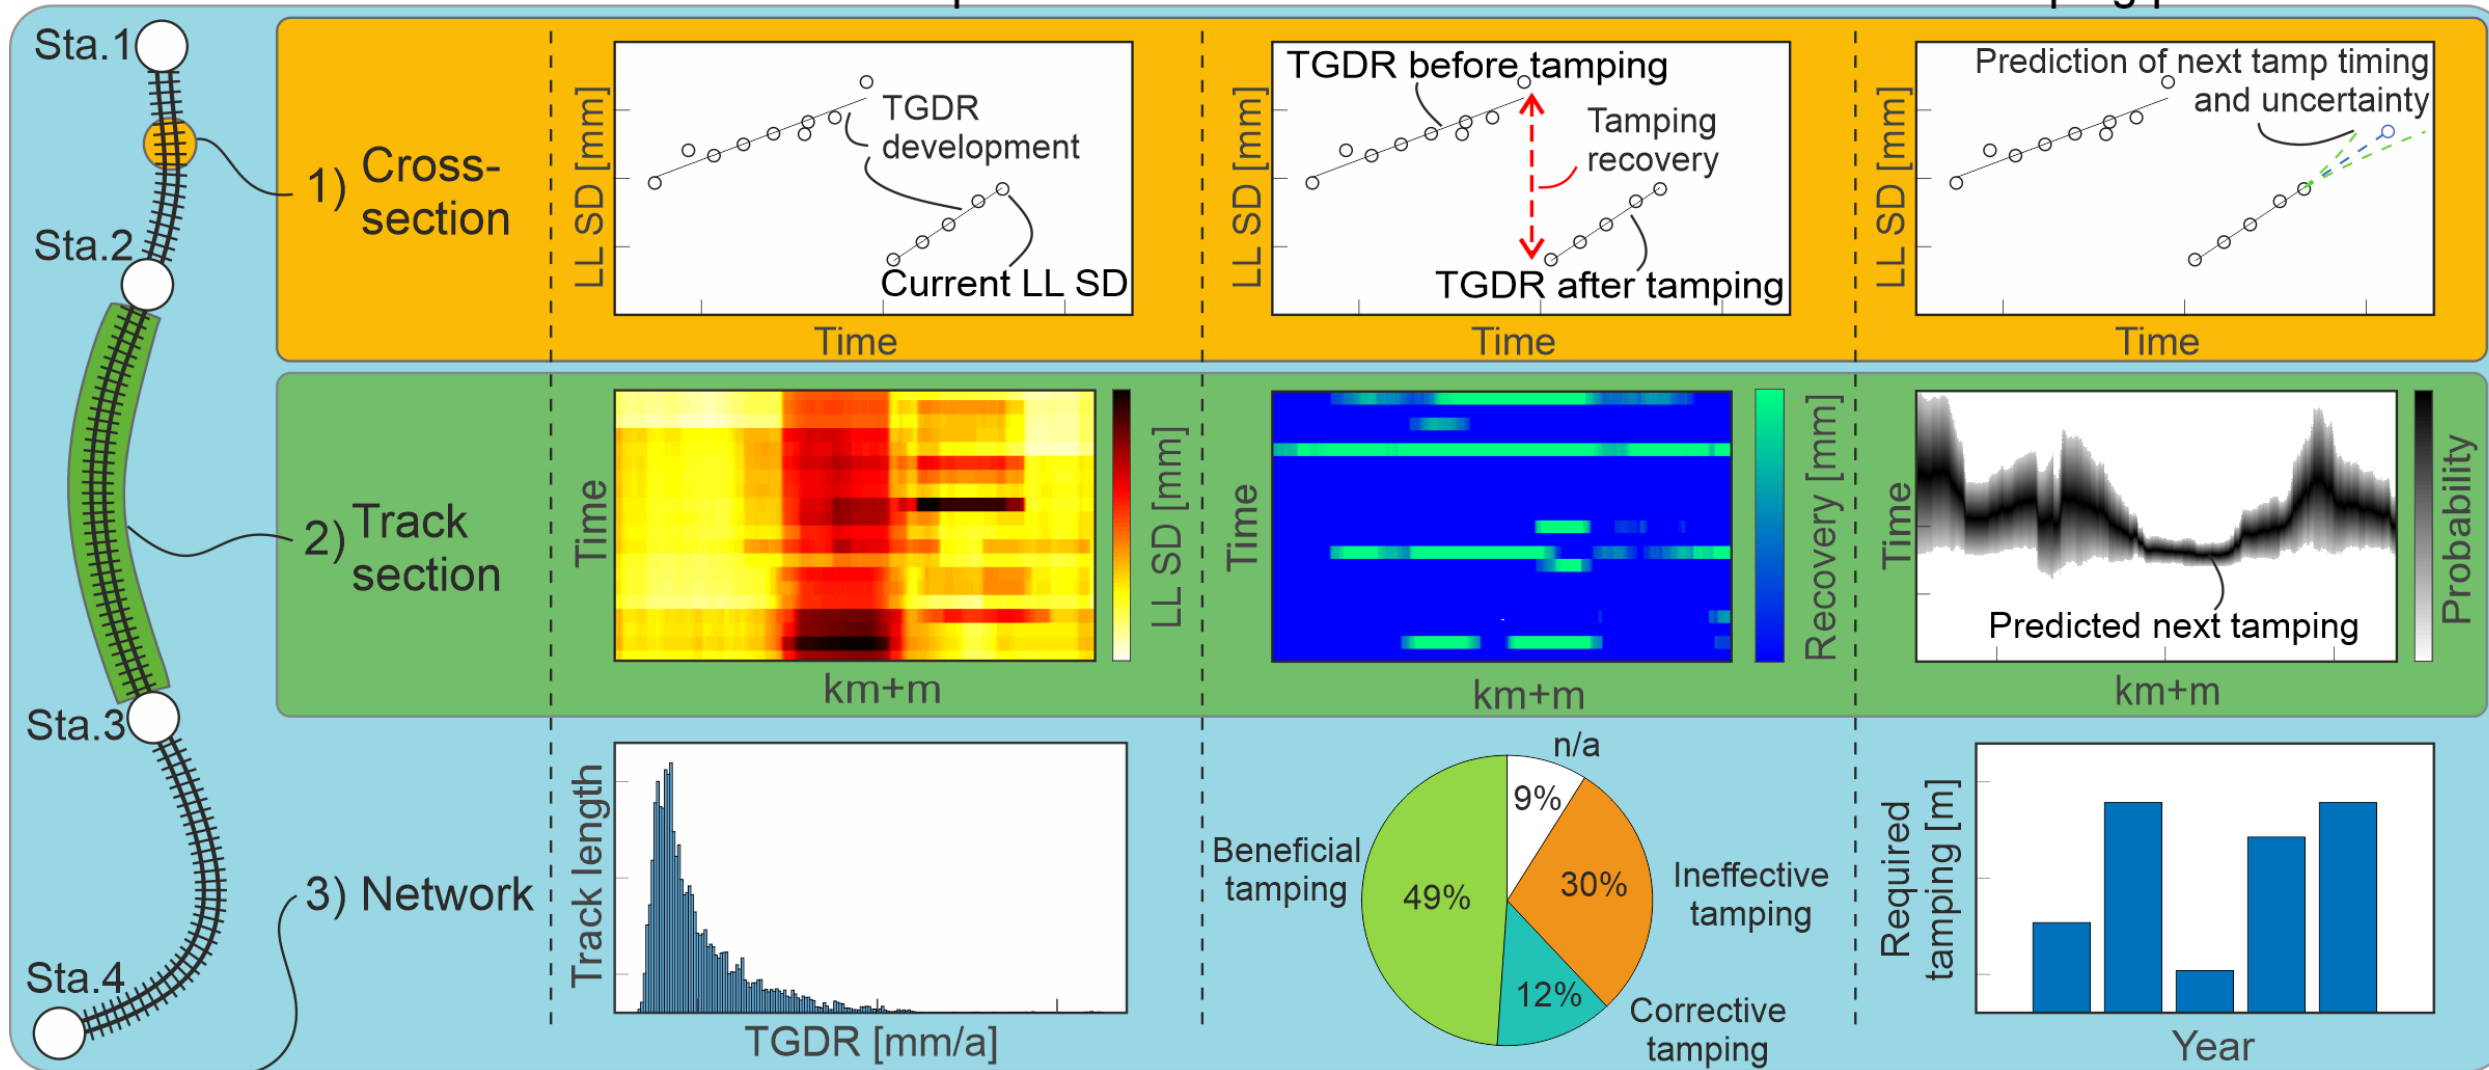 Sta.1
Sta.2
Sta.3
Sta.4
1) Cross-
section
LL SD [mm]
TGDR
development
Current LL SD
Time
LL SD [mm]
TGDR before tamping
Tamping
recovery
TGDR after tamping
Time
LL SD [mm]
Prediction of next tamp timing
and uncertainty
Time
2) Track
section
Time
km+m
LL SD [mm]
Time
km+m
Recovery [mm]
Time
Predicted next tamping
km+m
Probability
3) Network
Track length
TGDR [mm/a]
n/a
9%
Beneficial
tamping
49%
30%
Ineffective
tamping
12%
Corrective
tamping
Required
tamping [m]
Year